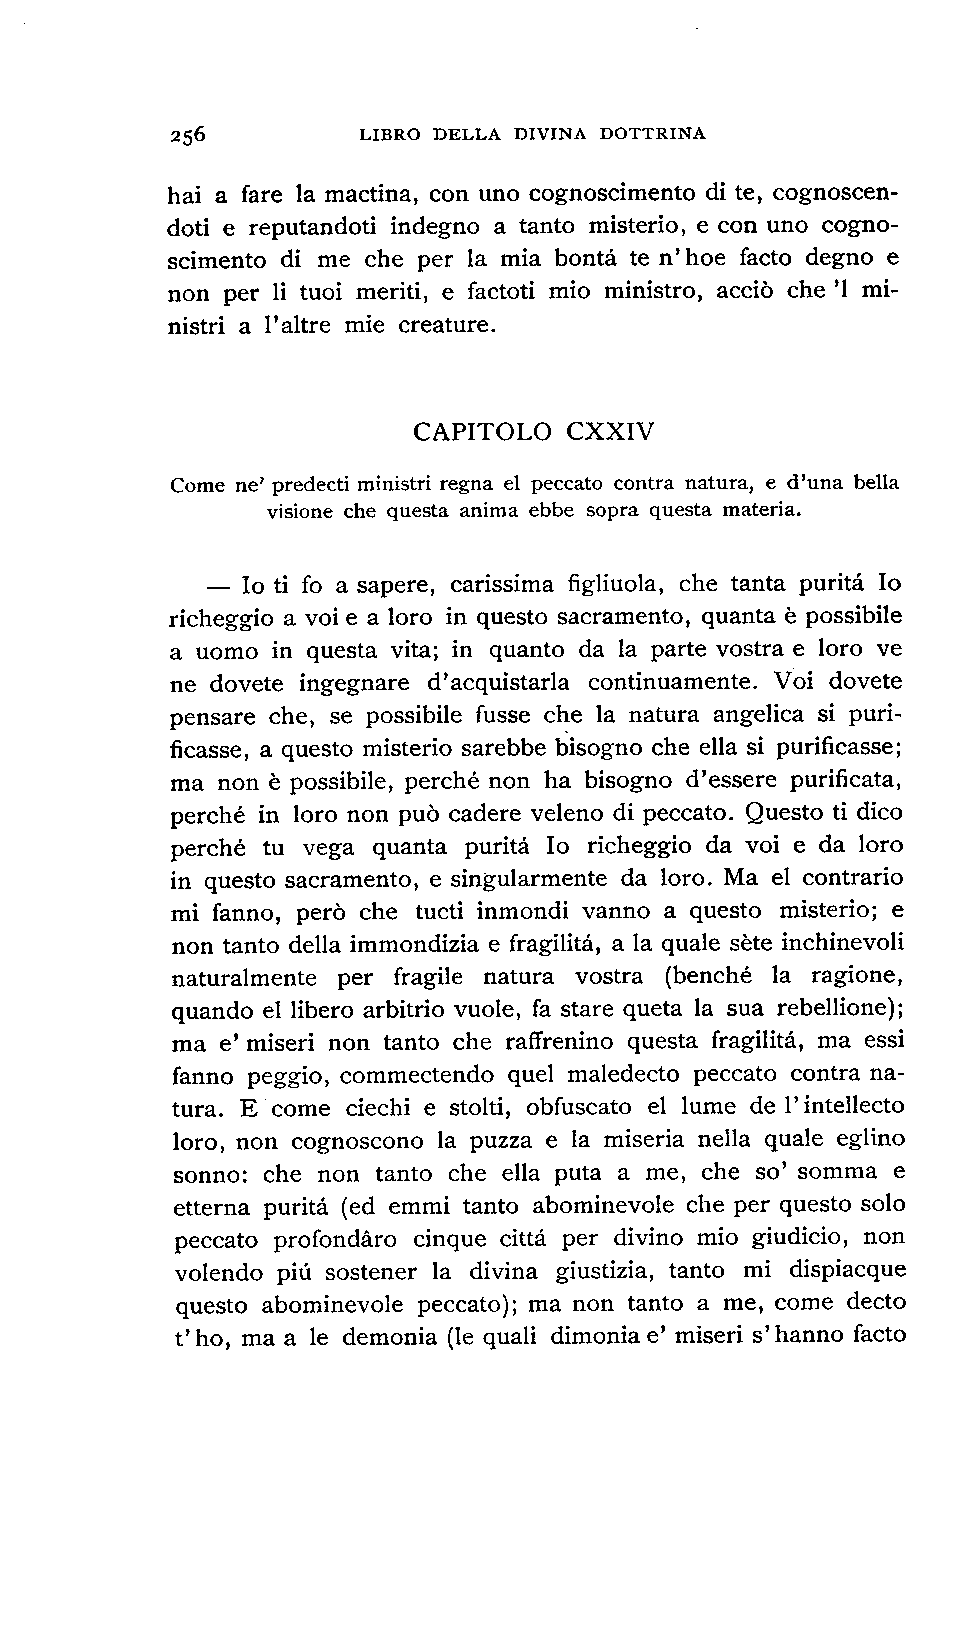 256 LIBRO DELLA DIVINA DOTTRINA
hai a fare la mactina, con uno cognoscimento di te, cognoscen-
doti e reputandoti indegno a tanto misterio, e con uno cogno-
scimento di me che per la mia bontá te n' hoe facto degno e
non per li tuoi meriti, e factoti mio ministro, acciò che 'l mi-
nistri a l'altre mie creature.
CAPITOLO CXXIV
Come ne' predecti ministri regna el peccato contra natura, e d'una bella
visione che questa anima ebbe sopra questa materia.
— Io ti fo a sapere, carissima figliuola, che tanta puritá Io
richeggio a voi e a loro in questo sacramento, quanta è possibile
a uomo in questa vita; in quanto da la parte vostra e loro ve
ne dovete ingegnare d'acquistarla continuamente. Voi dovete
pensare che, se possibile fusse che la natura angelica si puri-
ficasse, a questo misterio sarebbe bisogno che ella si purificasse;
ma non è possibile, perché non ha bisogno d'essere purificata,
perché in loro non può cadere veleno di peccato. Questo ti dico
perché tu vega quanta puritá Io richeggio da voi e da loro
in questo sacramento, e singularmente da loro. Ma el contrario
mi fanno, però che tucti inmondi vanno a questo misterio; e
non tanto della immondizia e fragilitá, a la quale sète inchinevoli
naturalmente per fragile natura vostra (benché la ragione,
quando el libero arbitrio vuole, fa stare queta la sua rebellione);
ma e' miseri non tanto che raffrenino questa fragilitá, ma essi
fanno peggio, commectendo quel maledecto peccato contra na-
tura. E come ciechi e stolti, obfuscato el lume de l' intellecto
loro, non cognoscono la puzza e la miseria nella quale eglino
sonno: che non tanto che ella puta a me, che so' somma e
etterna puritá (ed emmi tanto abominevole che per questo solo
peccato profondâro cinque cittá per divino mio giudicio, non
volendo piú sostener la divina giustizia, tanto mi dispiacque
questo abominevole peccato); ma non tanto a me, come decto
t' ho, ma a le demonia (le quali dimonia e' miseri s' hanno facto